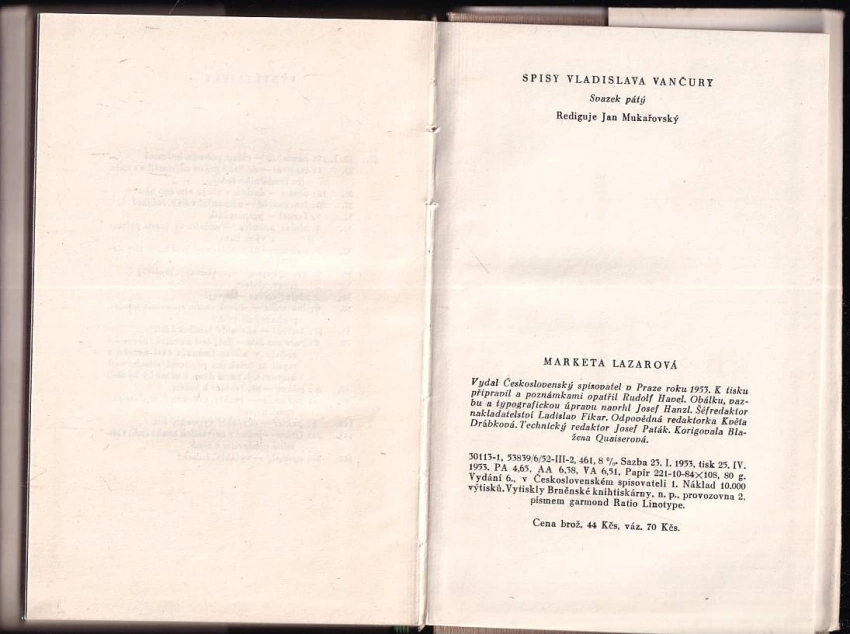 SPISY VLADISLAVA VANČURY
Svazek pátý
Rediguje Jan Mukařovský
MARKETA LAZAROVÁ
Vydal Československý spisovatel v Praze roku 1953. K tisku
připravil a poznámkami opatřil Rudolf Havel. Obálku, vaz-
bu a typografickou úpravu navrhl Josef Hanzl. Šéfredaktor
nakladatelství Ladislav Fikar. Odpovědná redaktorka Květa
Drábková. Technický redaktor Josef Paták. Korigovala Bla-
žena Quaiserová.
30113-1, 53839/6/52-III-2, 461, 8 %. Sazba 23. I. 1953, tisk 25. IV.
1953. PA 4,65, AA 6,38, VA 6,51, Papír 221-10-84×108, 80 g.
Vydání 6., v Československém spisovateli 1. Náklad 10.000
výtisků. Vytiskly Brněnské knihtiskárny, n. p., provozovna 2,
písmem garmond Ratio Linotype.
Cena brož. 44 Kčs, váz. 70 Kčs.